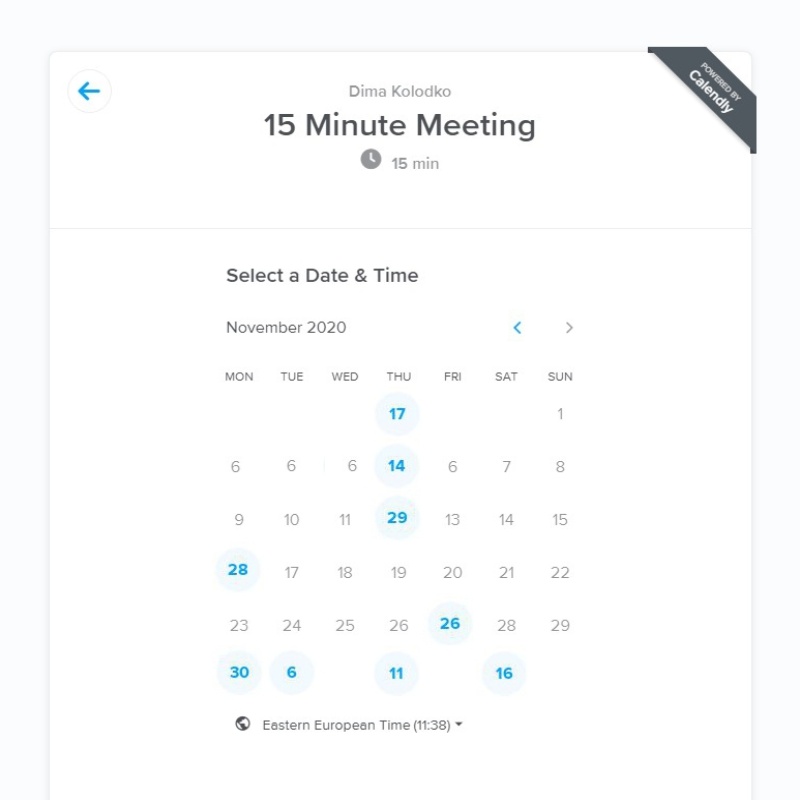 POWERED BY
Calendly
Dima Kolodko
15 Minute Meeting
15 min
Select a Date & Time
November 2020
MON TUE WED THU FRI SAT SUN
17 1
6 6 6 14 6 7 8
9 10 11 29 13 14 15
28 17 18 19 20 21 22
23 24 25 26 26 28 29
30 6 11 16
Eastern European Time (11:38)